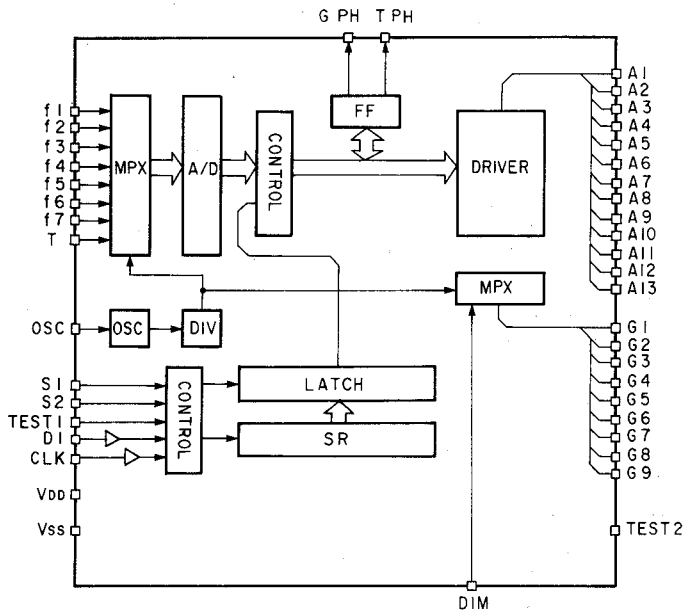 G PH T PH
f1
f2
f3
f4
f5
f6
f7
T
MPX
A/D
CONTROL
FF
DRIVER
A1
A2
A3
A4
A5
A6
A7
A8
A9
A10
A11
A12
A13
OSC
OSC
DIV
MPX
G1
G2
G3
G4
G5
G6
G7
G8
G9
S1
S2
TEST1
DI
CLK
CONTROL
LATCH
SR
VDD
VSS
TEST2
DIM